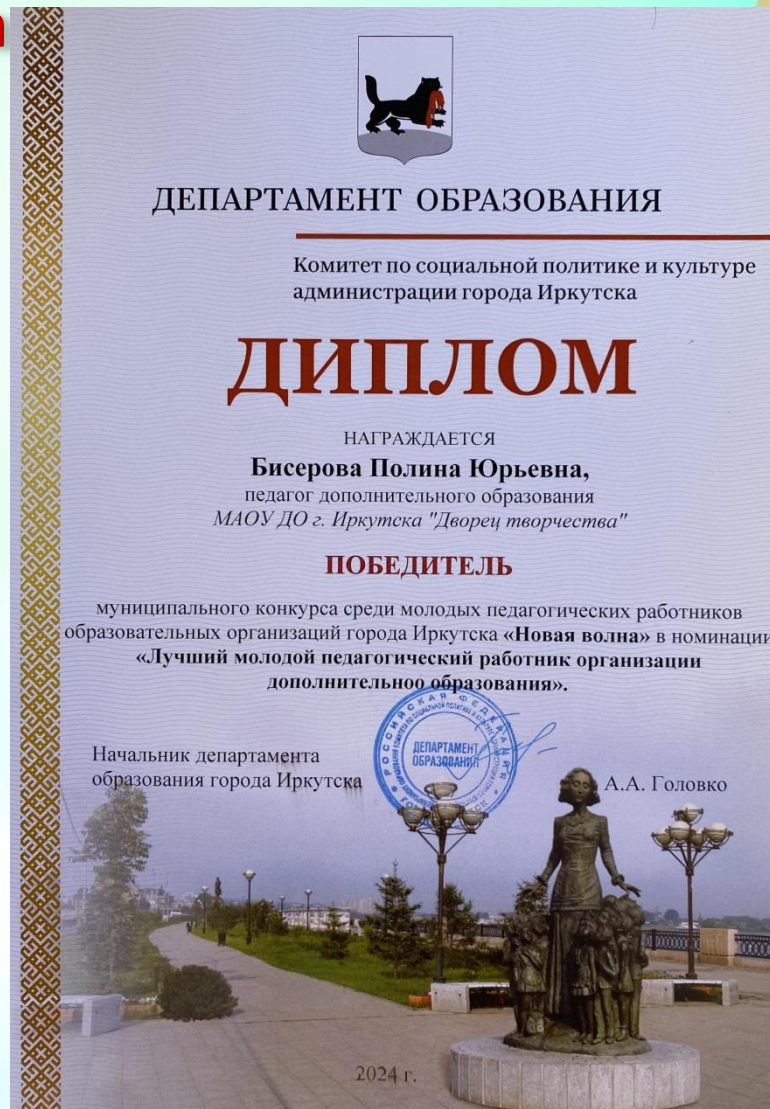 ДЕПАРТАМЕНТ ОБРАЗОВАНИЯ
Комитет по социальной политике и культуре
администрации города Иркутска
ДИПЛОМ
НАГРАЖДАЕТСЯ
Бисерова Полина Юрьевна,
педагог дополнительного образования
МАОУ ДО г. Иркутска "Дворец творчества"
ПОБЕДИТЕЛЬ
муниципального конкурса среди молодых педагогических работников
образовательных организаций города Иркутска «Новая волна» в номинации
«Лучший молодой педагогический работник организации
дополнительноо образования».
РОССИЙСКАЯ ФЕДЕРАЦИЯ
ДЕПАРТАМЕНТ
ОБРАЗОВАНИЯ
Начальник департамента
образования города Иркутска
А.А. Головко
2024 г.